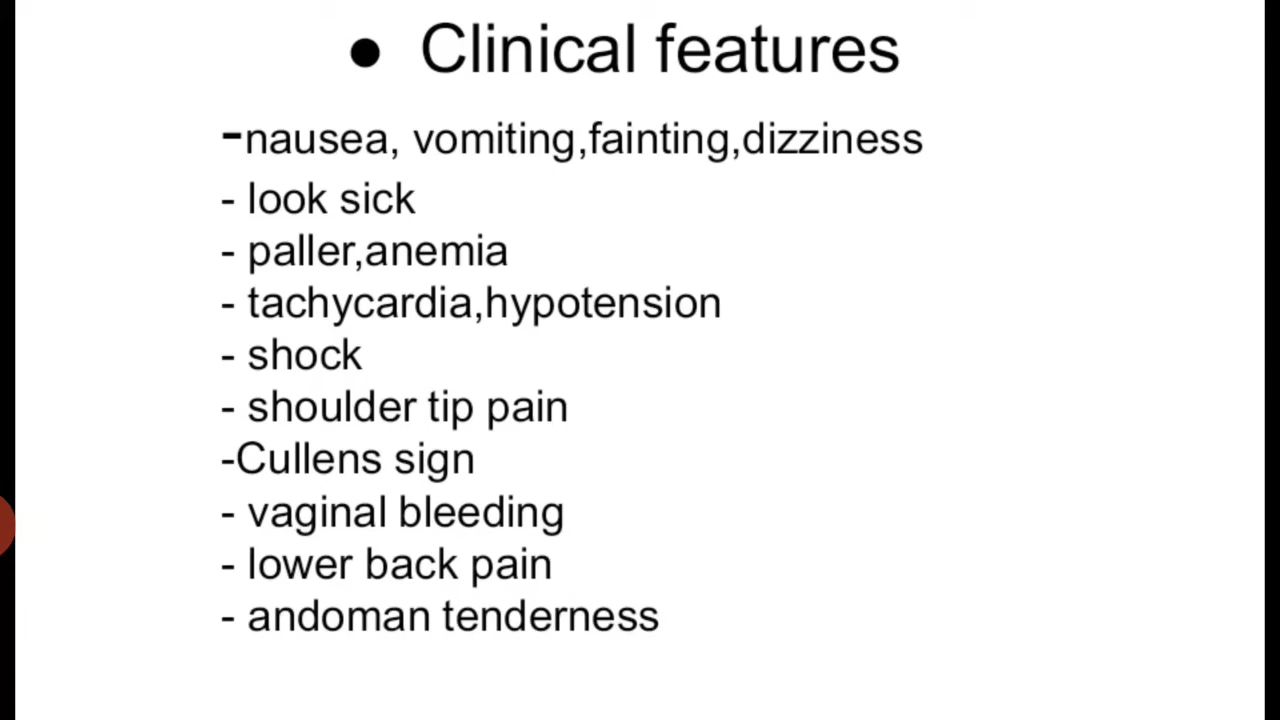 ● Clinical features
-nausea, vomiting,fainting,dizziness
- look sick
- paller,anemia
- tachycardia,hypotension
- shock
- shoulder tip pain
-Cullens sign
- vaginal bleeding
- lower back pain
- andoman tenderness